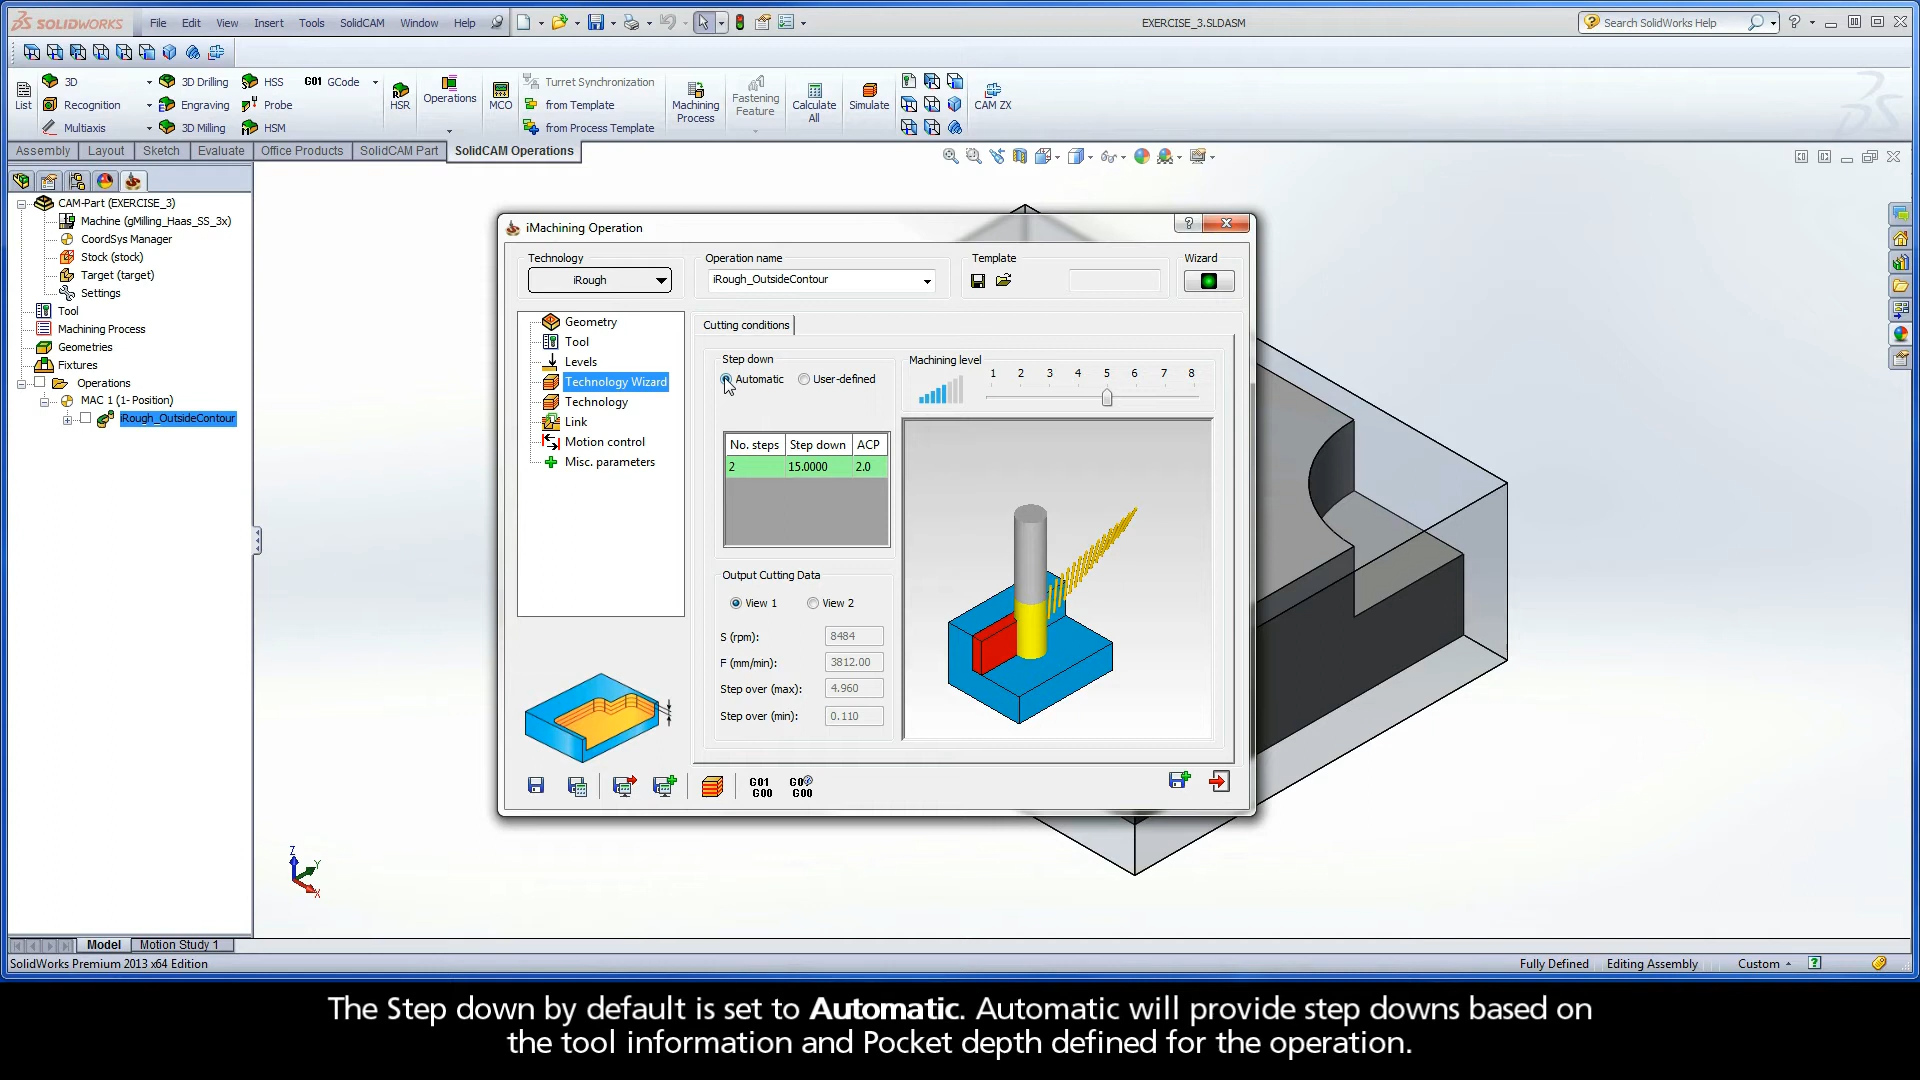 SOLIDWORKS File Edit View Insert Tools SolidCAM Window Help EXERCISE_3.SLDASM Search SolidWorks Help
3D 3D Drilling HSS G01 GCode Turret Synchronization
List Recognition Engraving Probe HSR Operations MCO from Template Machining Process Fastening Feature Calculate All Simulate CAM ZX
Multiaxis 3D Milling HSM from Process Template
Assembly Layout Sketch Evaluate Office Products SolidCAM Part SolidCAM Operations
CAM-Part (EXERCISE_3)
Machine (gMilling_Haas_SS_3x)
CoordSys Manager
Stock (stock)
Target (target)
Settings
Tool
Machining Process
Geometries
Fixtures
Operations
MAC 1 (1- Position)
iRough_OutsideContour
iMachining Operation
Technology Operation name Template Wizard
iRough iRough_OutsideContour
Geometry
Tool
Levels
Technology Wizard
Technology
Link
Motion control
Misc. parameters
Cutting conditions
Step down Machining level
Automatic User-defined 1 2 3 4 5 6 7 8
No. steps Step down ACP
2 15.0000 2.0
Output Cutting Data
View 1 View 2
S (rpm): 8484
F (mm/min): 3812.00
Step over (max): 4.960
Step over (min): 0.110
G01 G00
G00 G00
Z Y X
Model Motion Study 1
SolidWorks Premium 2013 x64 Edition Fully Defined Editing Assembly Custom
The Step down by default is set to Automatic. Automatic will provide step downs based on
the tool information and Pocket depth defined for the operation.